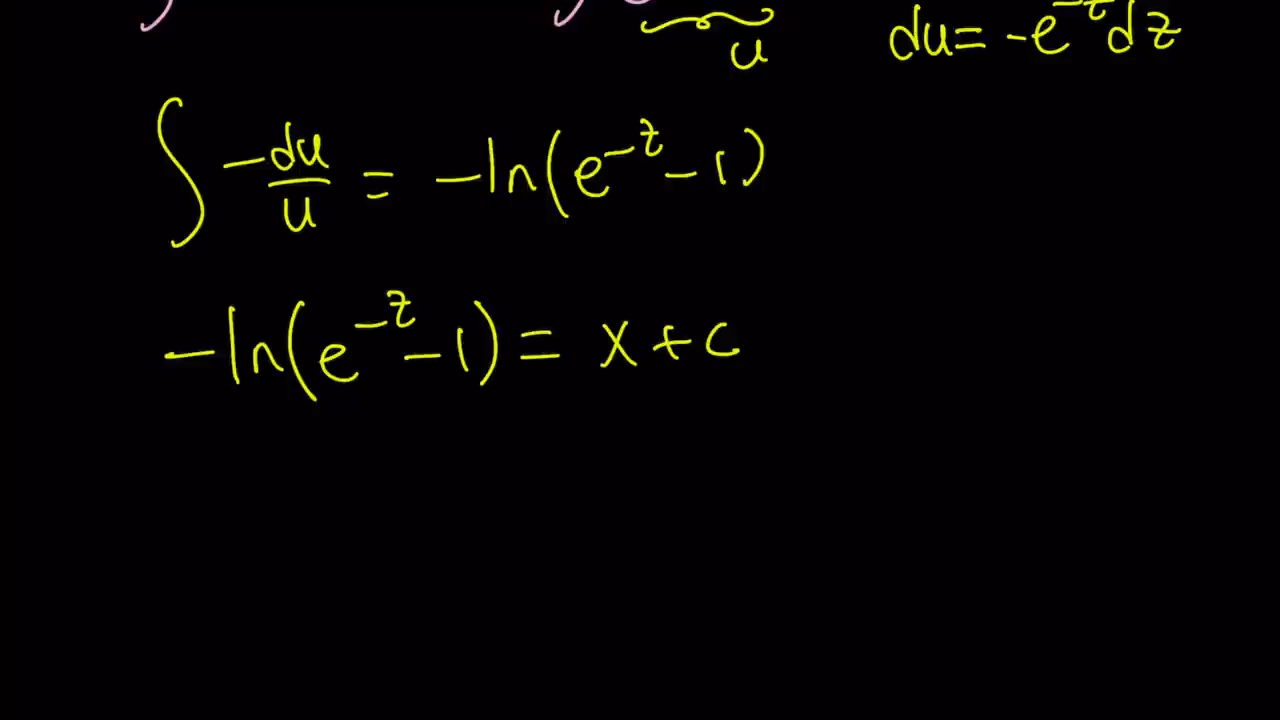 u
du = -e^{-z} dz
∫ -du/u = -ln(e^{-z} - 1)
-ln(e^{-z} - 1) = x + c